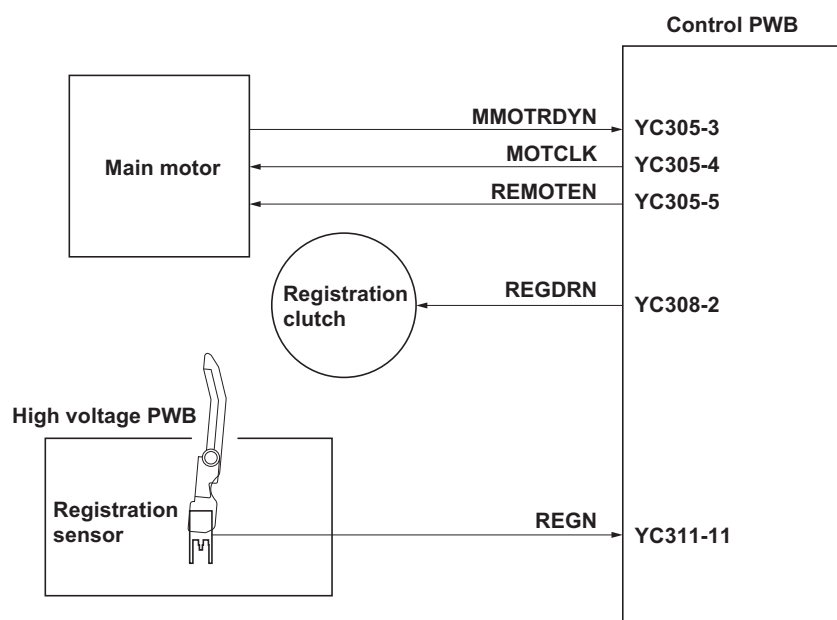 Control PWB
Main motor
MMOTRDYN
YC305-3
MOTCLK
YC305-4
REMOTEN
YC305-5
Registration
clutch
REGDRN
YC308-2
High voltage PWB
Registration
sensor
REGN
YC311-11